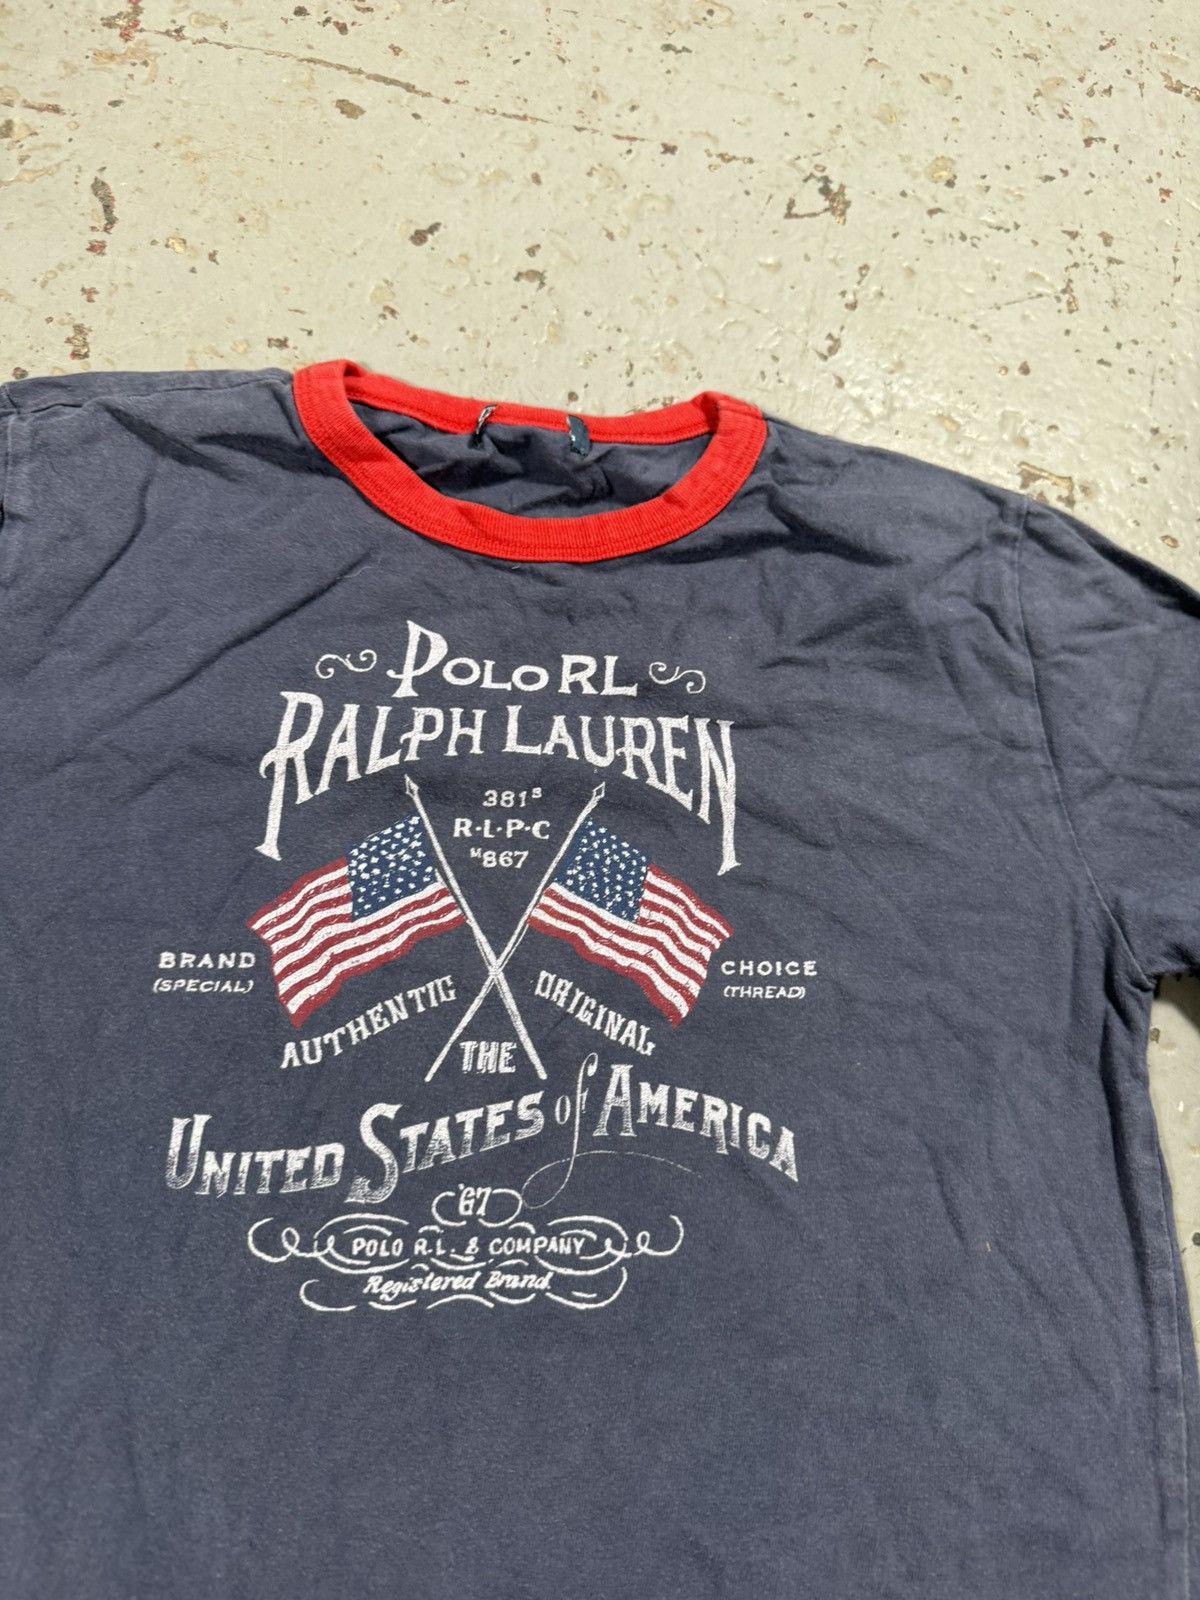 POLO RL
RALPH LAUREN
381S
R·L·P·C
M867
BRAND
(SPECIAL)
CHOICE
(THREAD)
AUTHENTIC
ORIGINAL
THE
UNITED STATES of AMERICA
'67
POLO R.L. & COMPANY
Registered Brand.